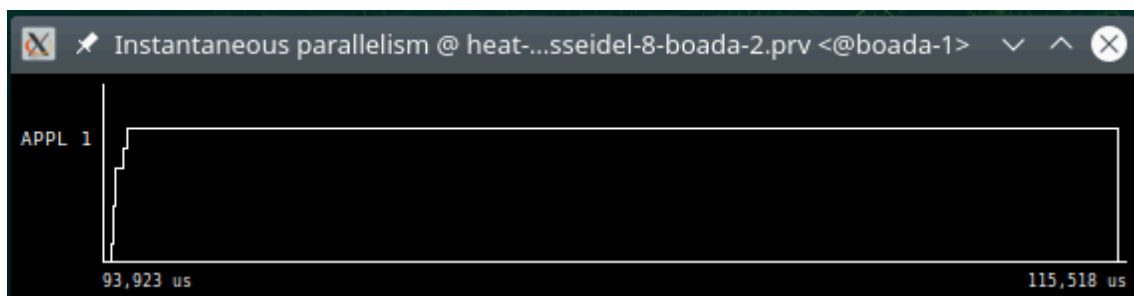 Instantaneous parallelism @ heat-...sseidel-8-boada-2.prv <@boada-1>
APPL 1
93,923 us 115,518 us